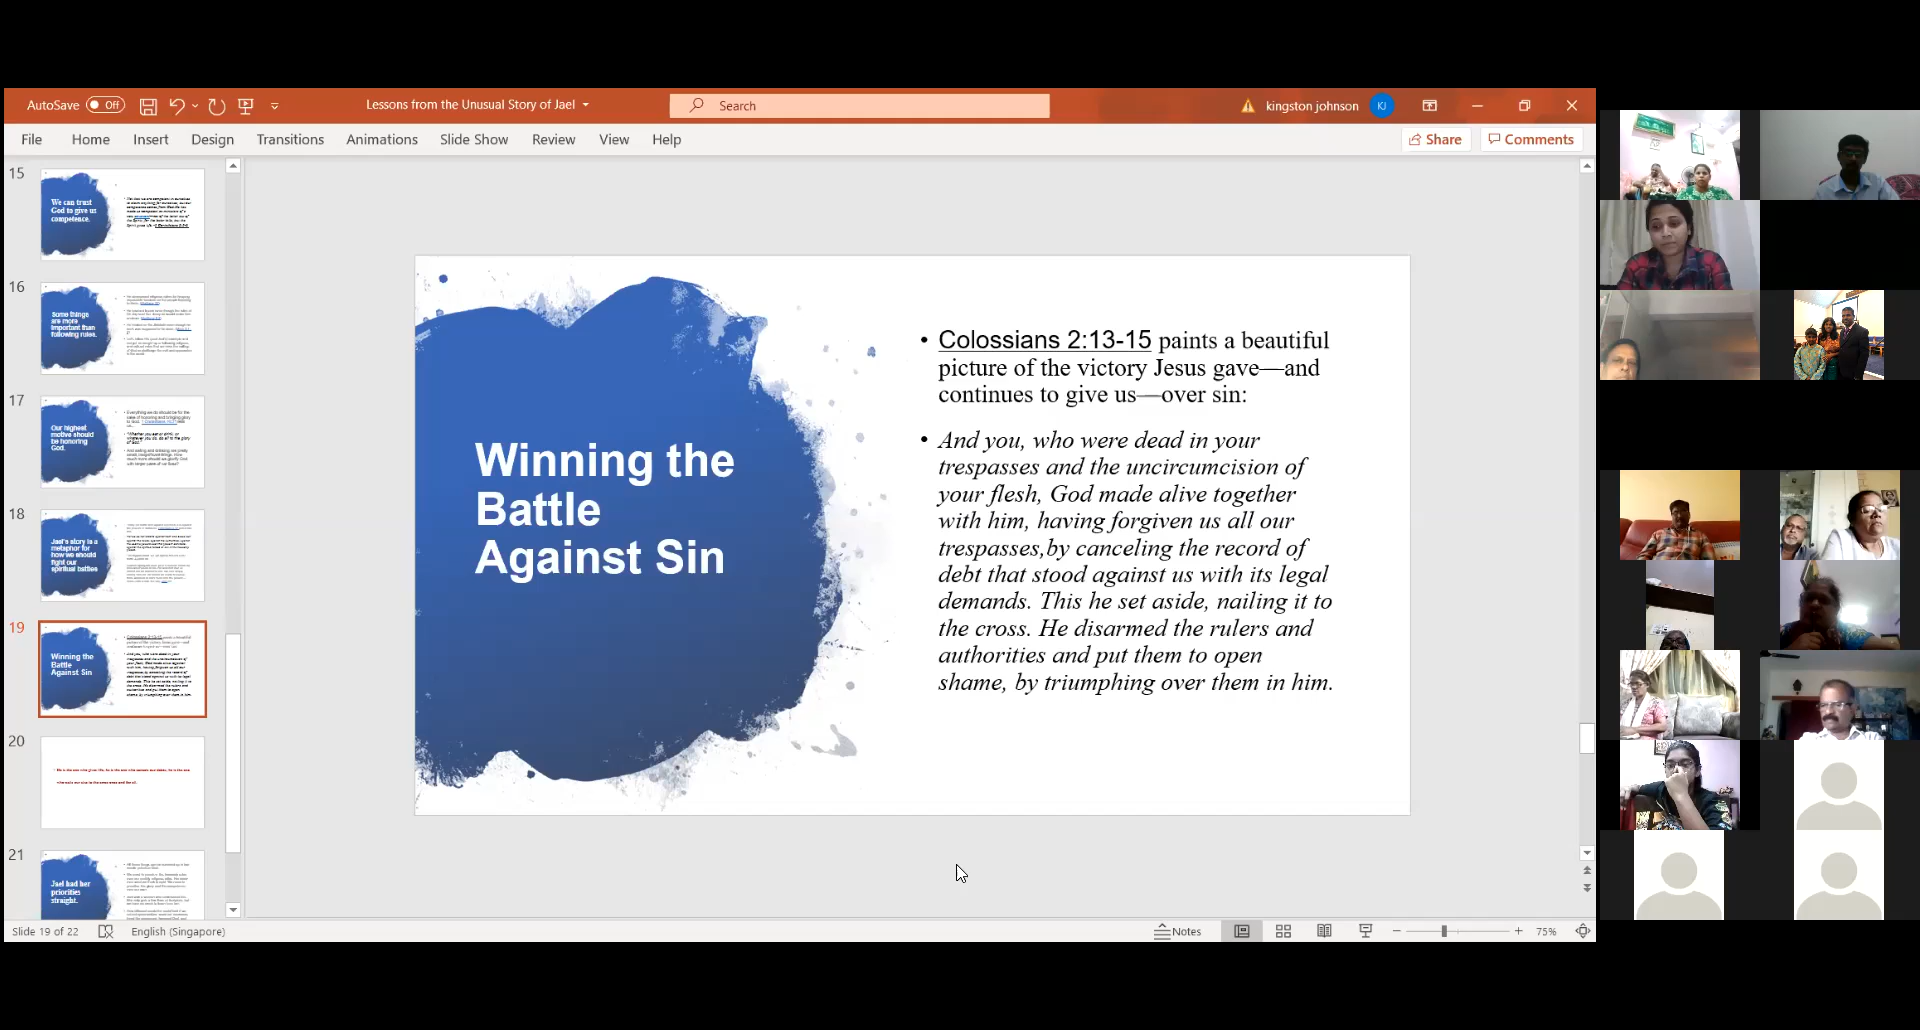 AutoSave Off
Lessons from the Unusual Story of Jael
Search
kingston johnson KJ
File Home Insert Design Transitions Animations Slide Show Review View Help
Share Comments
15
We can trust
God to give us
competence.
16
Some things
are more
important than
following rules.
17
Our highest
motive should
be honoring
God.
18
Jael's story is a
metaphor for
how we should
fight our
spiritual battles
19
Winning the
Battle
Against Sin
20
21
Jael had her
priorities
straight.
Winning the
Battle
Against Sin
• Colossians 2:13-15 paints a beautiful
picture of the victory Jesus gave—and
continues to give us—over sin:
• And you, who were dead in your
trespasses and the uncircumcision of
your flesh, God made alive together
with him, having forgiven us all our
trespasses,by canceling the record of
debt that stood against us with its legal
demands. This he set aside, nailing it to
the cross. He disarmed the rulers and
authorities and put them to open
shame, by triumphing over them in him.
Slide 19 of 22 English (Singapore)
Notes
75%